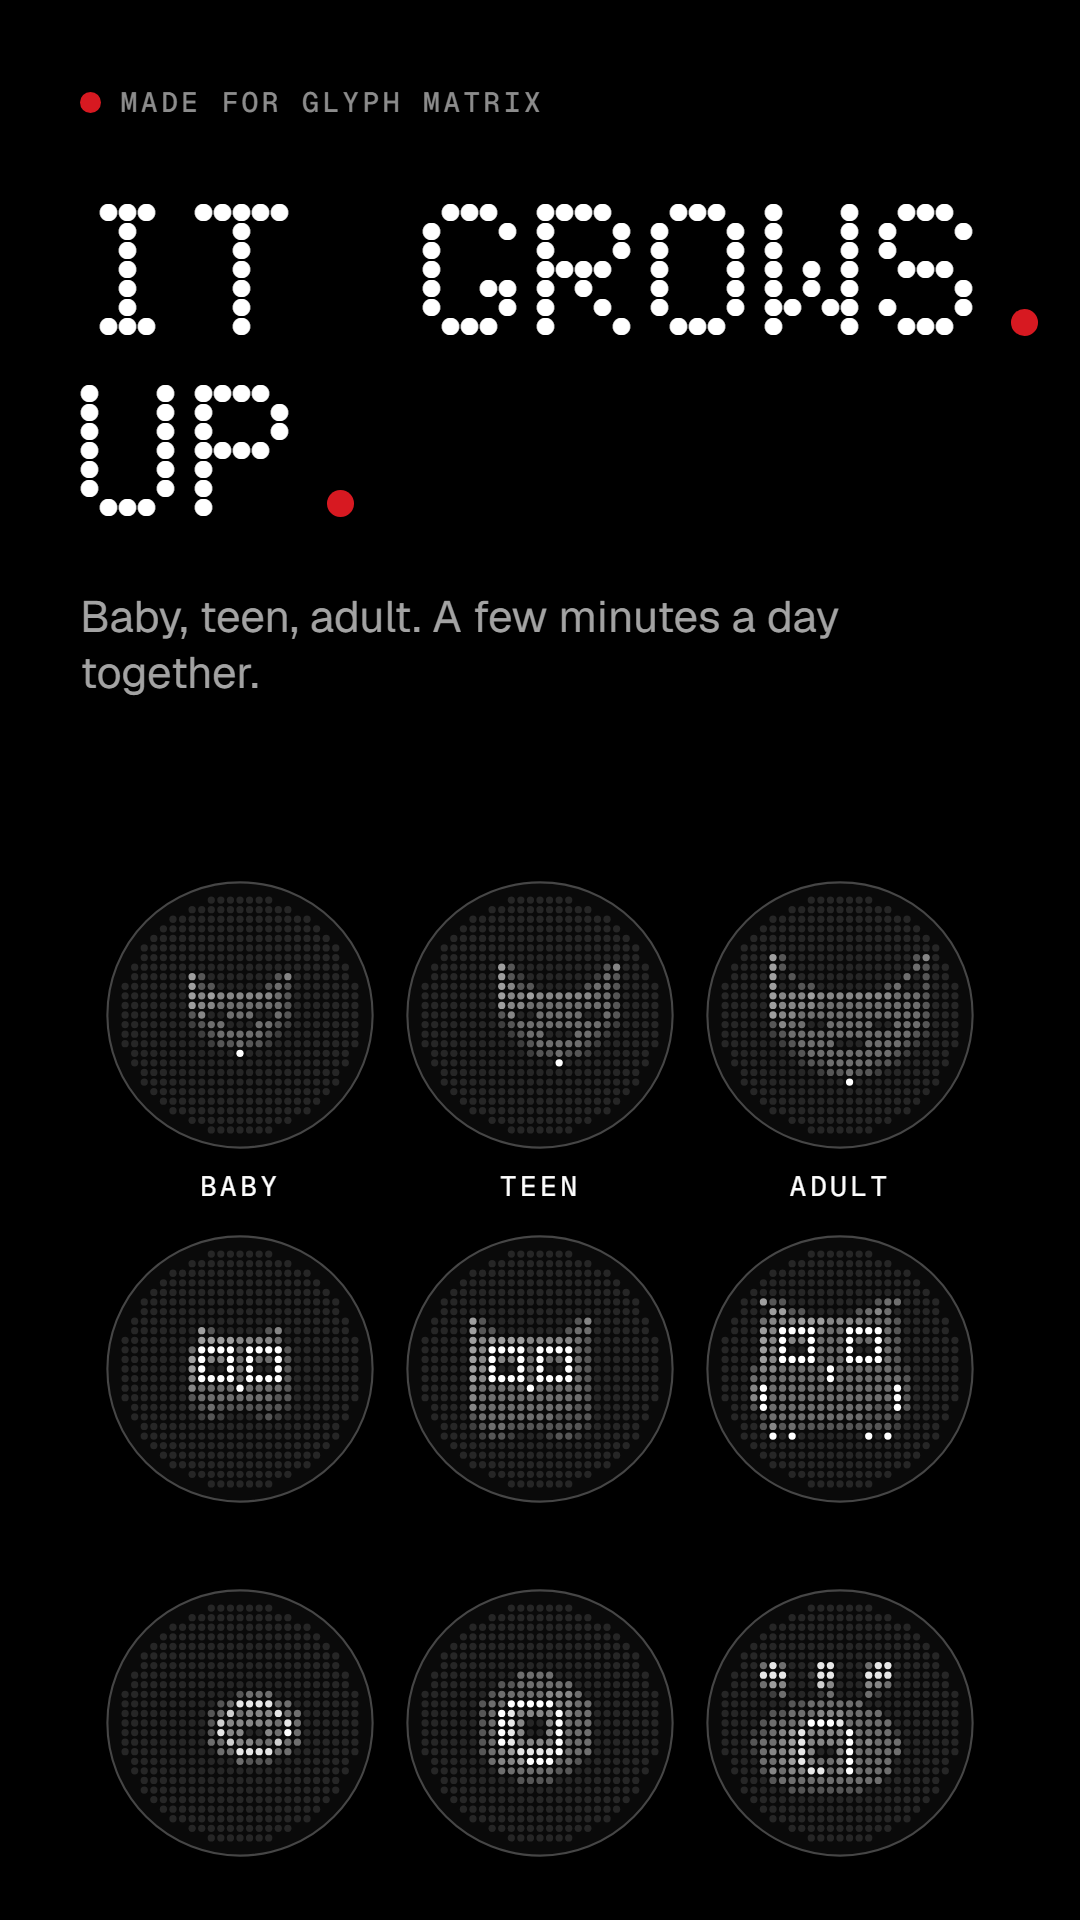 MADE FOR GLYPH MATRIX
IT GROWS.
UP.
Baby, teen, adult. A few minutes a day
together.
BABY TEEN ADULT